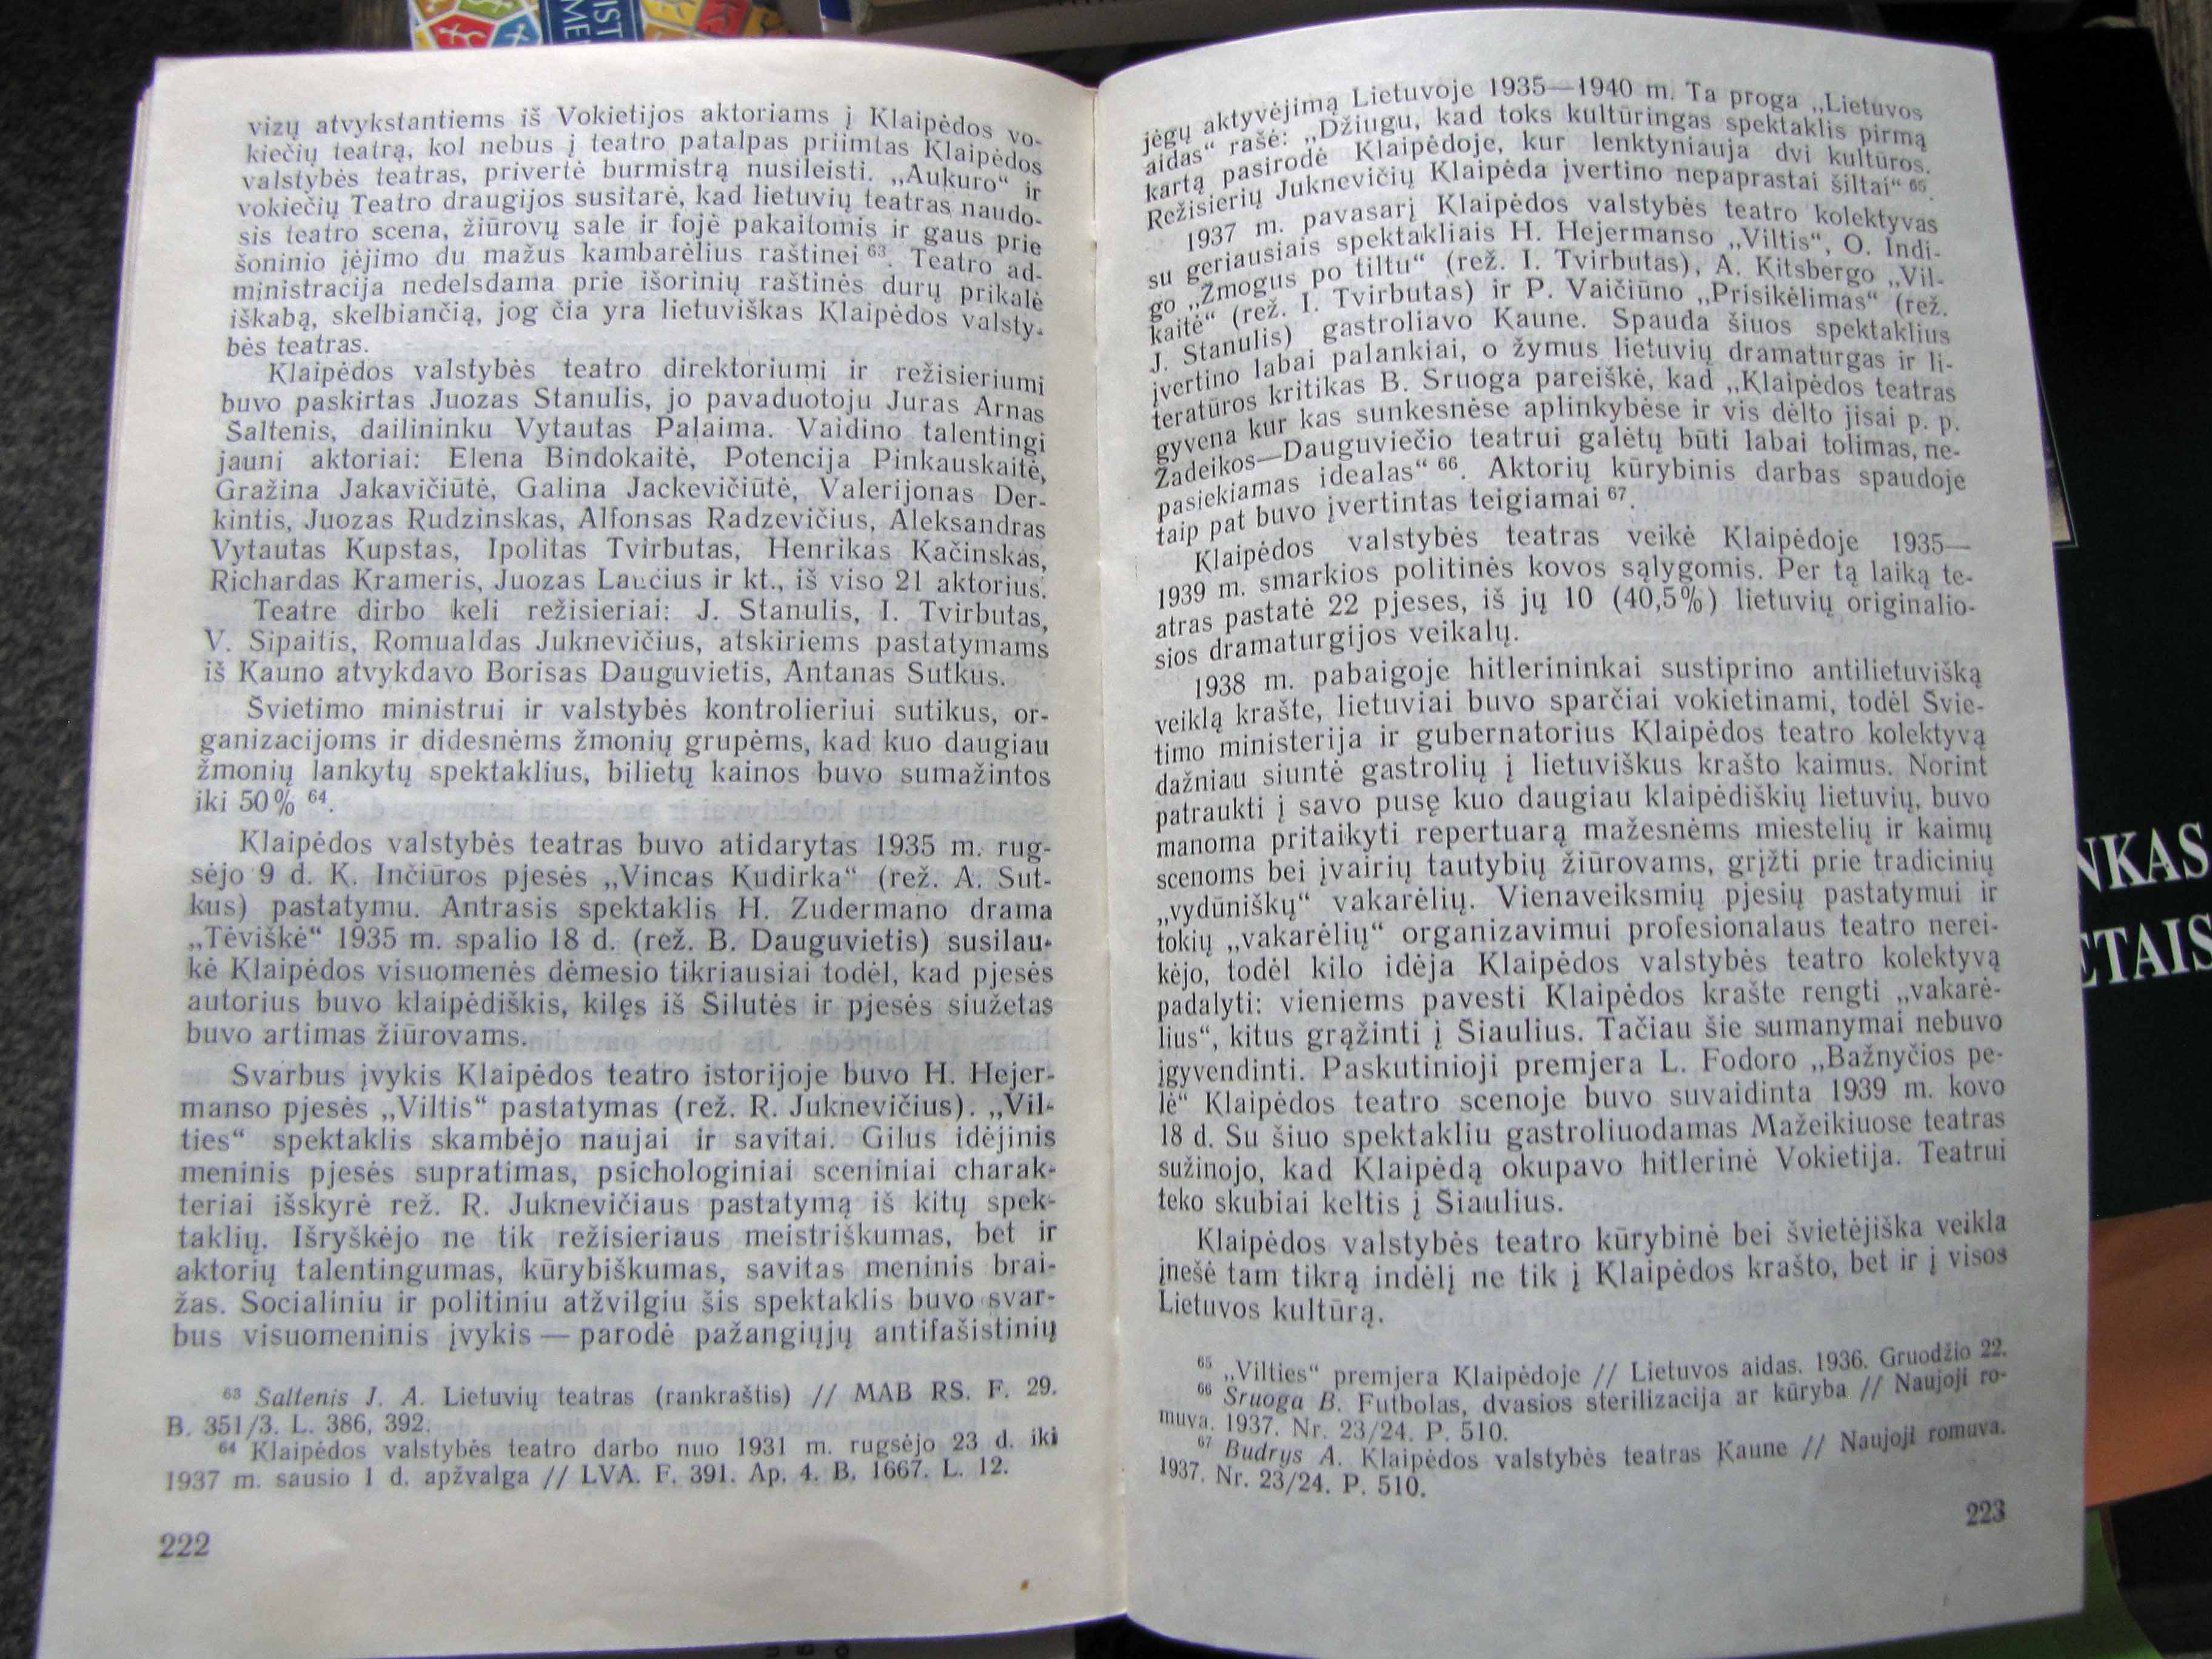 IST
ME
vizų atvykstantiems iš Vokietijos aktoriams į Klaipėdos vo-
kiečių teatrą, kol nebus į teatro patalpas priimtas Klaipėdos
valstybės teatras, privertė burmistrą nusileisti. „Aukuro“ ir
vokiečių Teatro draugijos susitarė, kad lietuvių teatras naudo-
sis teatro scena, žiūrovų sale ir fojė pakaitomis ir gaus prie
šoninio įėjimo du mažus kambarėlius raštinei ⁶³. Teatro ad-
ministracija nedelsdama prie išorinių raštinės durų prikalė
iškabą, skelbiančią, jog čia yra lietuviškas Klaipėdos valsty-
bės teatras.
Klaipėdos valstybės teatro direktoriumi ir režisieriumi
buvo paskirtas Juozas Stanulis, jo pavaduotoju Juras Arnas
Šaltenis, dailininku Vytautas Palaima. Vaidino talentingi
jauni aktoriai: Elena Bindokaitė, Potencija Pinkauskaitė,
Gražina Jakavičiūtė, Galina Jackevičiūtė, Valerijonas Der-
kintis, Juozas Rudzinskas, Alfonsas Radzevičius, Aleksandras
Vytautas Kupstas, Ipolitas Tvirbutas, Henrikas Kačinskas,
Richardas Krameris, Juozas Laucius ir kt., iš viso 21 aktorius.
Teatre dirbo keli režisieriai: J. Stanulis, I. Tvirbutas,
V. Sipaitis, Romualdas Juknevičius, atskiriems pastatymams
iš Kauno atvykdavo Borisas Dauguvietis, Antanas Sutkus.
Švietimo ministrui ir valstybės kontrolieriui sutikus, or-
ganizacijoms ir didesnėms žmonių grupėms, kad kuo daugiau
žmonių lankytų spektaklius, bilietų kainos buvo sumažintos
iki 50% ⁶⁴.
Klaipėdos valstybės teatras buvo atidarytas 1935 m. rug-
sėjo 9 d. K. Inčiūros pjesės „Vincas Kudirka“ (rež. A. Sut-
kus) pastatymu. Antrasis spektaklis H. Zudermano drama
„Tėviškė“ 1935 m. spalio 18 d. (rež. B. Dauguvietis) susilau-
kė Klaipėdos visuomenės dėmesio tikriausiai todėl, kad pjesės
autorius buvo klaipėdiškis, kilęs iš Šilutės ir pjesės siužetas
buvo artimas žiūrovams.
Svarbus įvykis Klaipėdos teatro istorijoje buvo H. Hejer-
manso pjesės „Viltis“ pastatymas (rež. R. Juknevičius). „Vil-
ties“ spektaklis skambėjo naujai ir savitai. Gilus idėjinis
meninis pjesės supratimas, psichologiniai sceniniai charak-
teriai išskyrė rež. R. Juknevičiaus pastatymą iš kitų spek-
taklių. Išryškėjo ne tik režisieriaus meistriškumas, bet ir
aktorių talentingumas, kūrybiškumas, savitas meninis brai-
žas. Socialiniu ir politiniu atžvilgiu šis spektaklis buvo svar-
bus visuomeninis įvykis — parodė pažangiųjų antifašistinių
⁶³ Šaltenis J. A. Lietuvių teatras (rankraštis) // MAB RS. F. 29.
B. 351/3. L. 386, 392.
⁶⁴ Klaipėdos valstybės teatro darbo nuo 1931 m. rugsėjo 23 d. iki
1937 m. sausio 1 d. apžvalga // LVA. F. 391. Ap. 4. B. 1667. L. 12.
222
jėgų aktyvėjimą Lietuvoje 1935—1940 m. Ta proga „Lietuvos
aidas“ rašė: „Džiugu, kad toks kultūringas spektaklis pirmą
kartą pasirodė Klaipėdoje, kur lenktyniauja dvi kultūros.
Režisierių Juknevičių Klaipėda įvertino nepaprastai šiltai“ ⁶⁵.
1937 m. pavasarį Klaipėdos valstybės teatro kolektyvas
su geriausiais spektakliais H. Hejermanso „Viltis“, O. Indi-
go „Žmogus po tiltu“ (rež. I. Tvirbutas), A. Kitsbergo „Vil-
kaitė“ (rež. I. Tvirbutas) ir P. Vaičiūno „Prisikėlimas“ (rež.
J. Stanulis) gastroliavo Kaune. Spauda šiuos spektaklius
įvertino labai palankiai, o žymus lietuvių dramaturgas ir li-
teratūros kritikas B. Sruoga pareiškė, kad „Klaipėdos teatras
gyvena kur kas sunkesnėse aplinkybėse ir vis dėlto jisai p. p.
Žadeikos—Dauguviečio teatrui galėtų būti labai tolimas, ne-
pasiekiamas idealas“ ⁶⁶. Aktorių kūrybinis darbas spaudoje
taip pat buvo įvertintas teigiamai ⁶⁷.
Klaipėdos valstybės teatras veikė Klaipėdoje 1935—
1939 m. smarkios politinės kovos sąlygomis. Per tą laiką te-
atras pastatė 22 pjeses, iš jų 10 (40,5%) lietuvių originalio-
sios dramaturgijos veikalų.
1938 m. pabaigoje hitlerininkai sustiprino antilietuvišką
veiklą krašte, lietuviai buvo sparčiai vokietinami, todėl Švie-
timo ministerija ir gubernatorius Klaipėdos teatro kolektyvą
dažniau siuntė gastrolių į lietuviškus krašto kaimus. Norint
patraukti į savo pusę kuo daugiau klaipėdiškių lietuvių, buvo
manoma pritaikyti repertuarą mažesnėms miestelių ir kaimų
scenoms bei įvairių tautybių žiūrovams, grįžti prie tradicinių
„vydūniškų“ vakarėlių. Vienaveiksmių pjesių pastatymui ir
tokių „vakarėlių“ organizavimui profesionalaus teatro nerei-
kėjo, todėl kilo idėja Klaipėdos valstybės teatro kolektyvą
padalyti: vieniems pavesti Klaipėdos krašte rengti „vakarė-
lius“, kitus grąžinti į Šiaulius. Tačiau šie sumanymai nebuvo
įgyvendinti. Paskutinioji premjera L. Fodoro „Bažnyčios pe-
lė“ Klaipėdos teatro scenoje buvo suvaidinta 1939 m. kovo
18 d. Su šiuo spektakliu gastroliuodamas Mažeikiuose teatras
sužinojo, kad Klaipėdą okupavo hitlerinė Vokietija. Teatrui
teko skubiai keltis į Šiaulius.
Klaipėdos valstybės teatro kūrybinė bei švietėjiška veikla
įnešė tam tikrą indėlį ne tik į Klaipėdos krašto, bet ir į visos
Lietuvos kultūrą.
⁶⁵ „Vilties“ premjera Klaipėdoje // Lietuvos aidas. 1936. Gruodžio 22.
⁶⁶ Sruoga B. Futbolas, dvasios sterilizacija ar kūryba // Naujoji ro-
muva. 1937. Nr. 23/24. P. 510.
⁶⁷ Budrys A. Klaipėdos valstybės teatras Kaune // Naujoji romuva.
1937. Nr. 23/24. P. 510.
223
NKAS
ETAIS